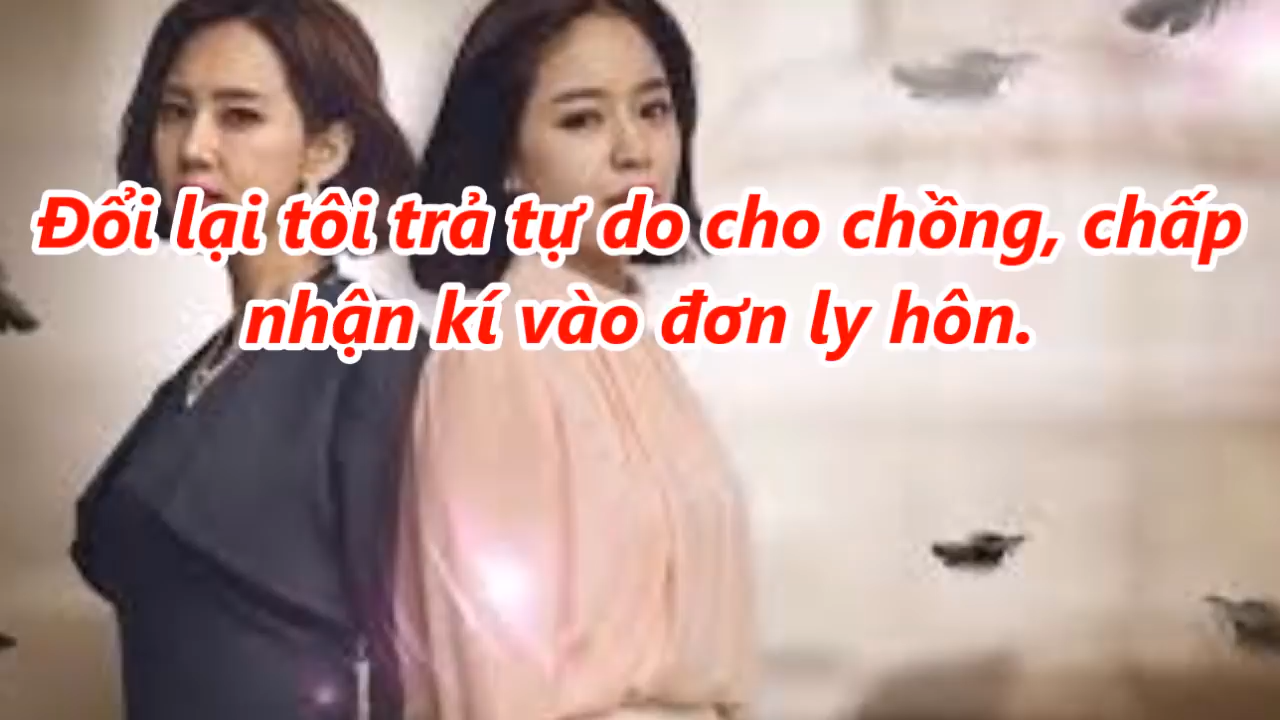 Đổi lại tôi trả tự do cho chồng, chấp
nhận kí vào đơn ly hôn.